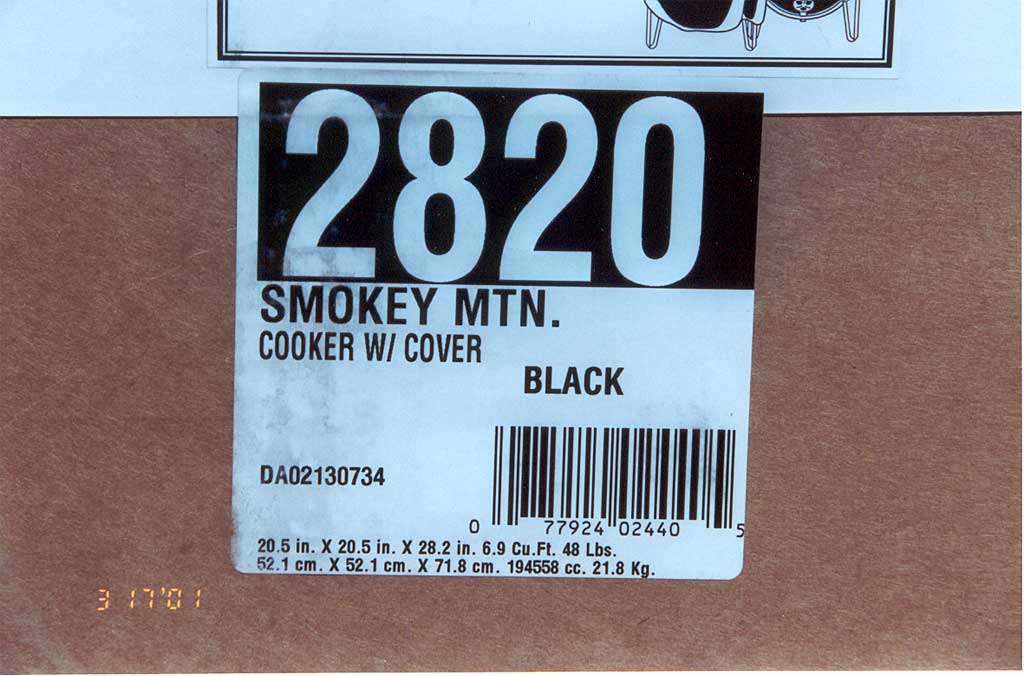 2820
SMOKEY MTN.
COOKER W/ COVER
BLACK
DA02130734
0 77924 02440 5
20.5 in. X 20.5 in. X 28.2 in. 6.9 Cu.Ft. 48 Lbs.
52.1 cm. X 52.1 cm. X 71.8 cm. 194558 cc. 21.8 Kg.
3 17'01